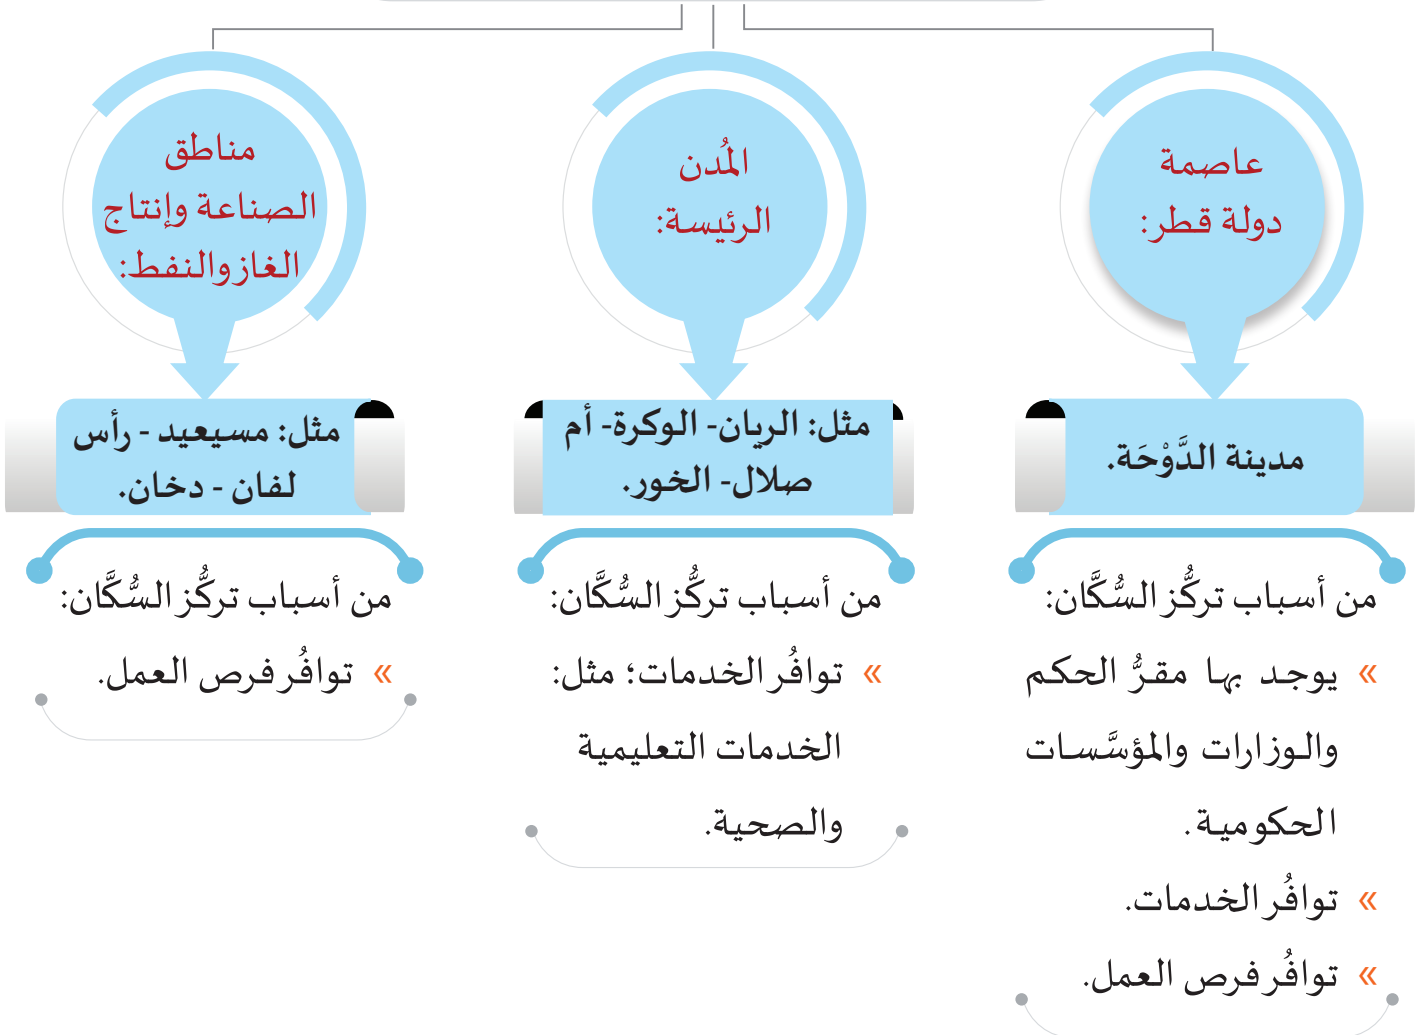 عاصمة
دولة قطر:
مدينة الدَّوْحَة.
من أسباب تركُّز السُّكَّان:
» يوجد بها مقرُّ الحكم
والوزارات والمؤسَّسات
الحكومية.
» توافُر الخدمات.
» توافُر فرص العمل.
المُدن
الرئيسة:
مثل: الريان- الوكرة- أم
صلال- الخور.
من أسباب تركُّز السُّكَّان:
» توافُر الخدمات؛ مثل:
الخدمات التعليمية
والصحية.
مناطق
الصناعة وإنتاج
الغاز والنفط:
مثل: مسيعيد - رأس
لفان - دخان.
من أسباب تركُّز السُّكَّان:
» توافُر فرص العمل.